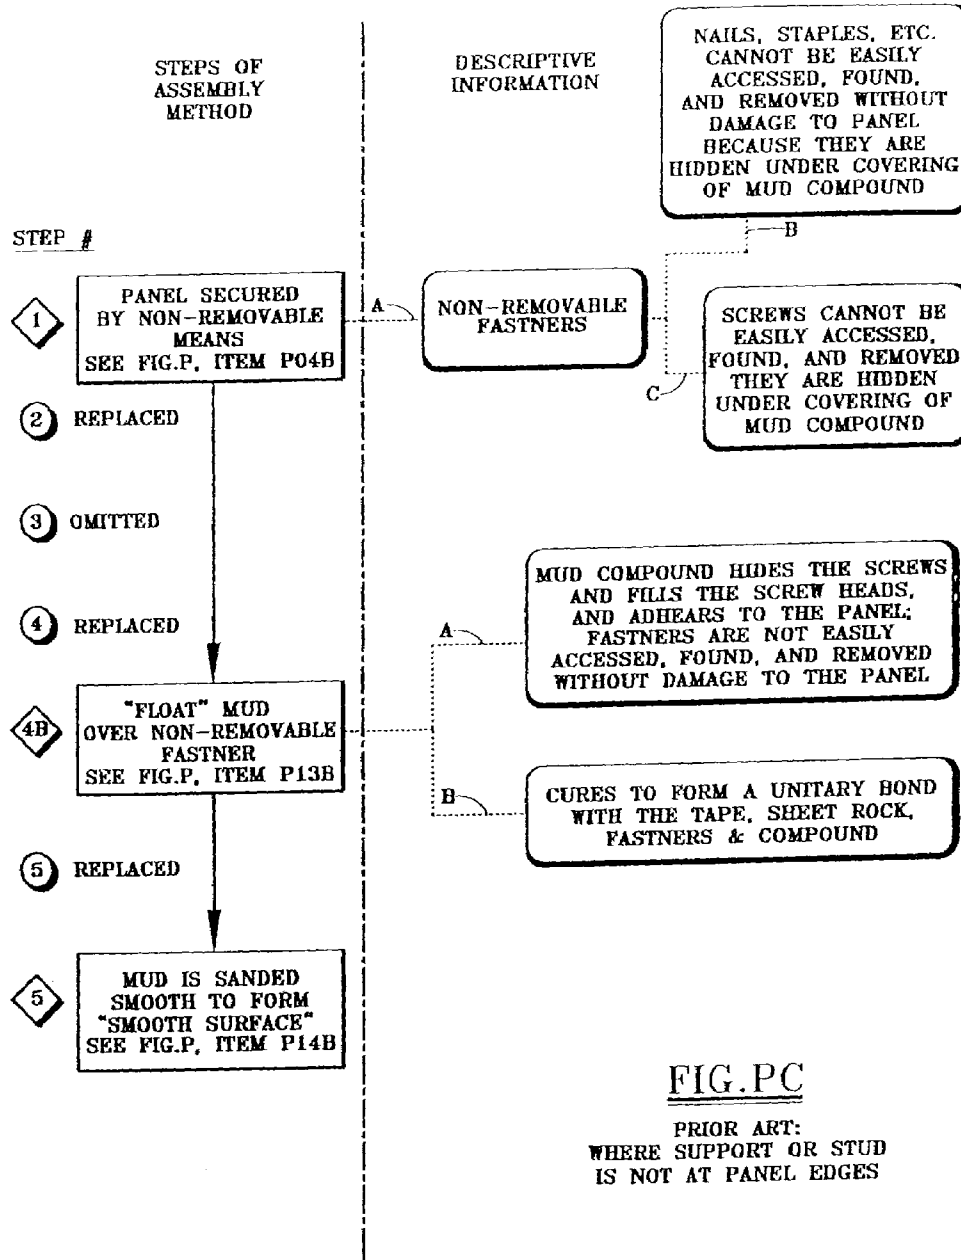 STEPS OF
ASSEMBLY
METHOD
DESCRIPTIVE
INFORMATION
NAILS, STAPLES, ETC.
CANNOT BE EASILY
ACCESSED, FOUND,
AND REMOVED WITHOUT
DAMAGE TO PANEL
BECAUSE THEY ARE
HIDDEN UNDER COVERING
OF MUD COMPOUND
B
STEP #
1
PANEL SECURED
BY NON-REMOVABLE
MEANS
SEE FIG.P, ITEM P04B
A
NON-REMOVABLE
FASTNERS
C
SCREWS CANNOT BE
EASILY ACCESSED,
FOUND, AND REMOVED
THEY ARE HIDDEN
UNDER COVERING OF
MUD COMPOUND
2 REPLACED
3 OMITTED
4 REPLACED
4B
"FLOAT" MUD
OVER NON-REMOVABLE
FASTNER
SEE FIG.P, ITEM P13B
A
MUD COMPOUND HIDES THE SCREWS
AND FILLS THE SCREW HEADS,
AND ADHEARS TO THE PANEL;
FASTNERS ARE NOT EASILY
ACCESSED, FOUND, AND REMOVED
WITHOUT DAMAGE TO THE PANEL
B
CURES TO FORM A UNITARY BOND
WITH THE TAPE, SHEET ROCK,
FASTNERS & COMPOUND
5 REPLACED
5
MUD IS SANDED
SMOOTH TO FORM
"SMOOTH SURFACE"
SEE FIG.P, ITEM P14B
FIG.PC
PRIOR ART:
WHERE SUPPORT OR STUD
IS NOT AT PANEL EDGES